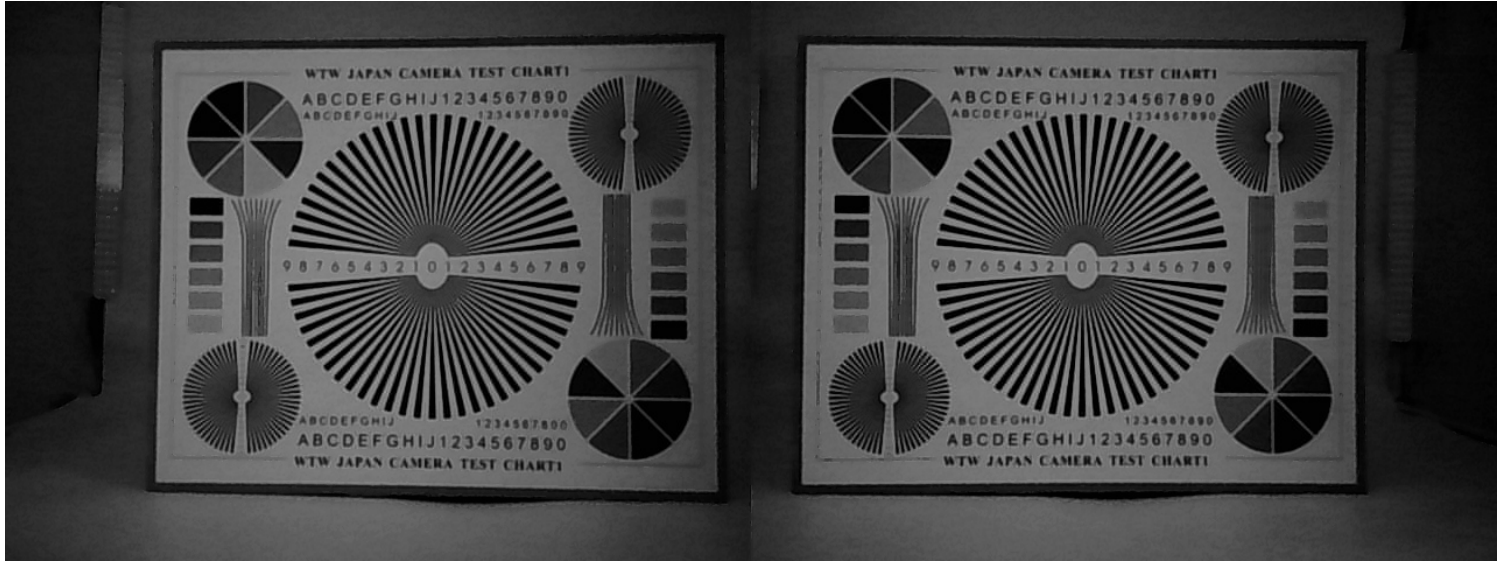 WTW JAPAN CAMERA TEST CHART1
ABCDEFGHIJ1234567890
ABCDEFGHIJ 1234567890
9 8 7 6 5 4 3 2 1 0 1 2 3 4 5 6 7 8 9
ABCDEFGHIJ 1234567890
ABCDEFGHIJ1234567890
WTW JAPAN CAMERA TEST CHART1
WTW JAPAN CAMERA TEST CHART1
ABCDEFGHIJ1234567890
ABCDEFGHIJ 1234567890
9 8 7 6 5 4 3 2 1 0 1 2 3 4 5 6 7 8 9
ABCDEFGHIJ 1234567890
ABCDEFGHIJ1234567890
WTW JAPAN CAMERA TEST CHART1